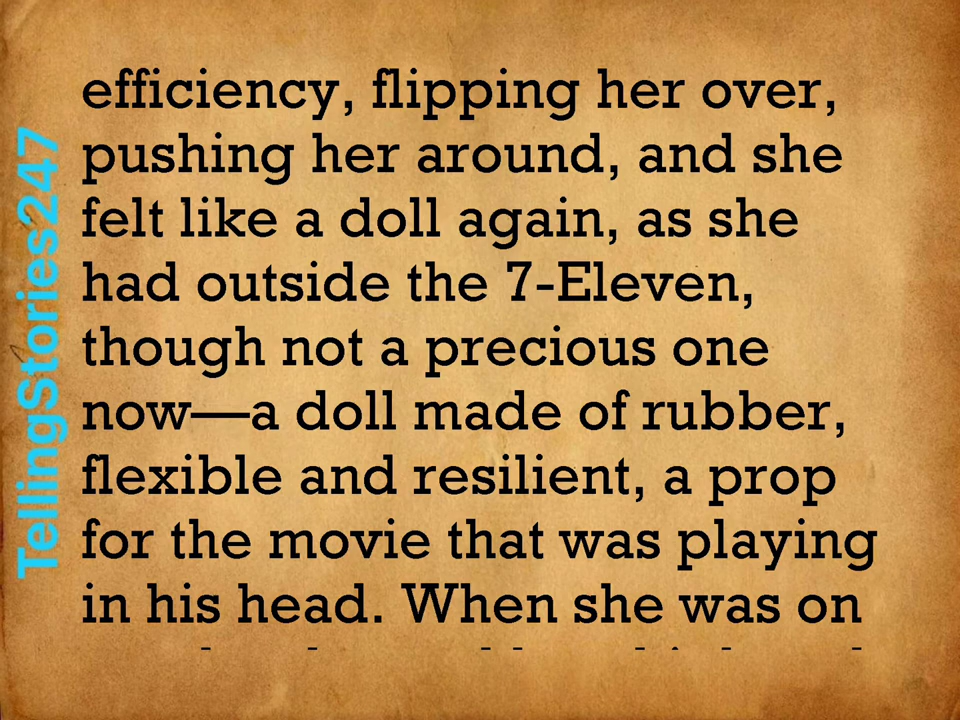 TellingStories247
efficiency, flipping her over,
pushing her around, and she
felt like a doll again, as she
had outside the 7-Eleven,
though not a precious one
now—a doll made of rubber,
flexible and resilient, a prop
for the movie that was playing
in his head. When she was on